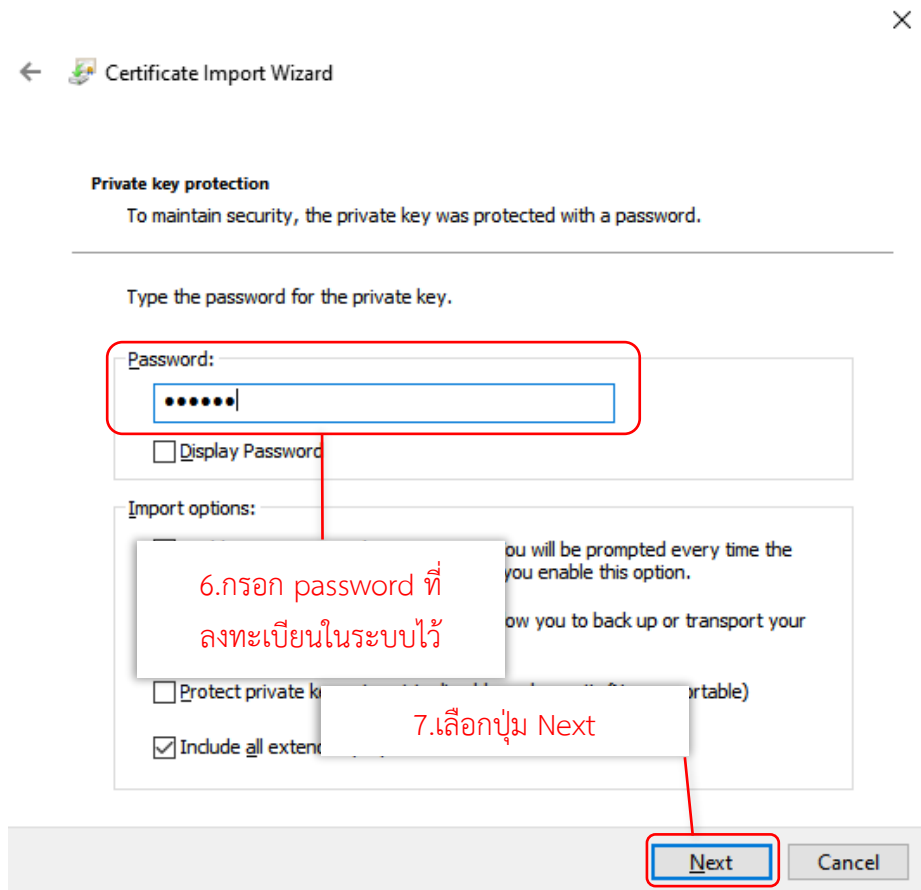 Certificate Import Wizard
Private key protection
To maintain security, the private key was protected with a password.
Type the password for the private key.
Password:
••••••
Display Password
Import options:
ou will be prompted every time the
you enable this option.
6.กรอก password ที่
ลงทะเบียนในระบบไว้
ow you to back up or transport your
Protect private
7.เลือกปุ่ม Next
Include all
Next
Cancel